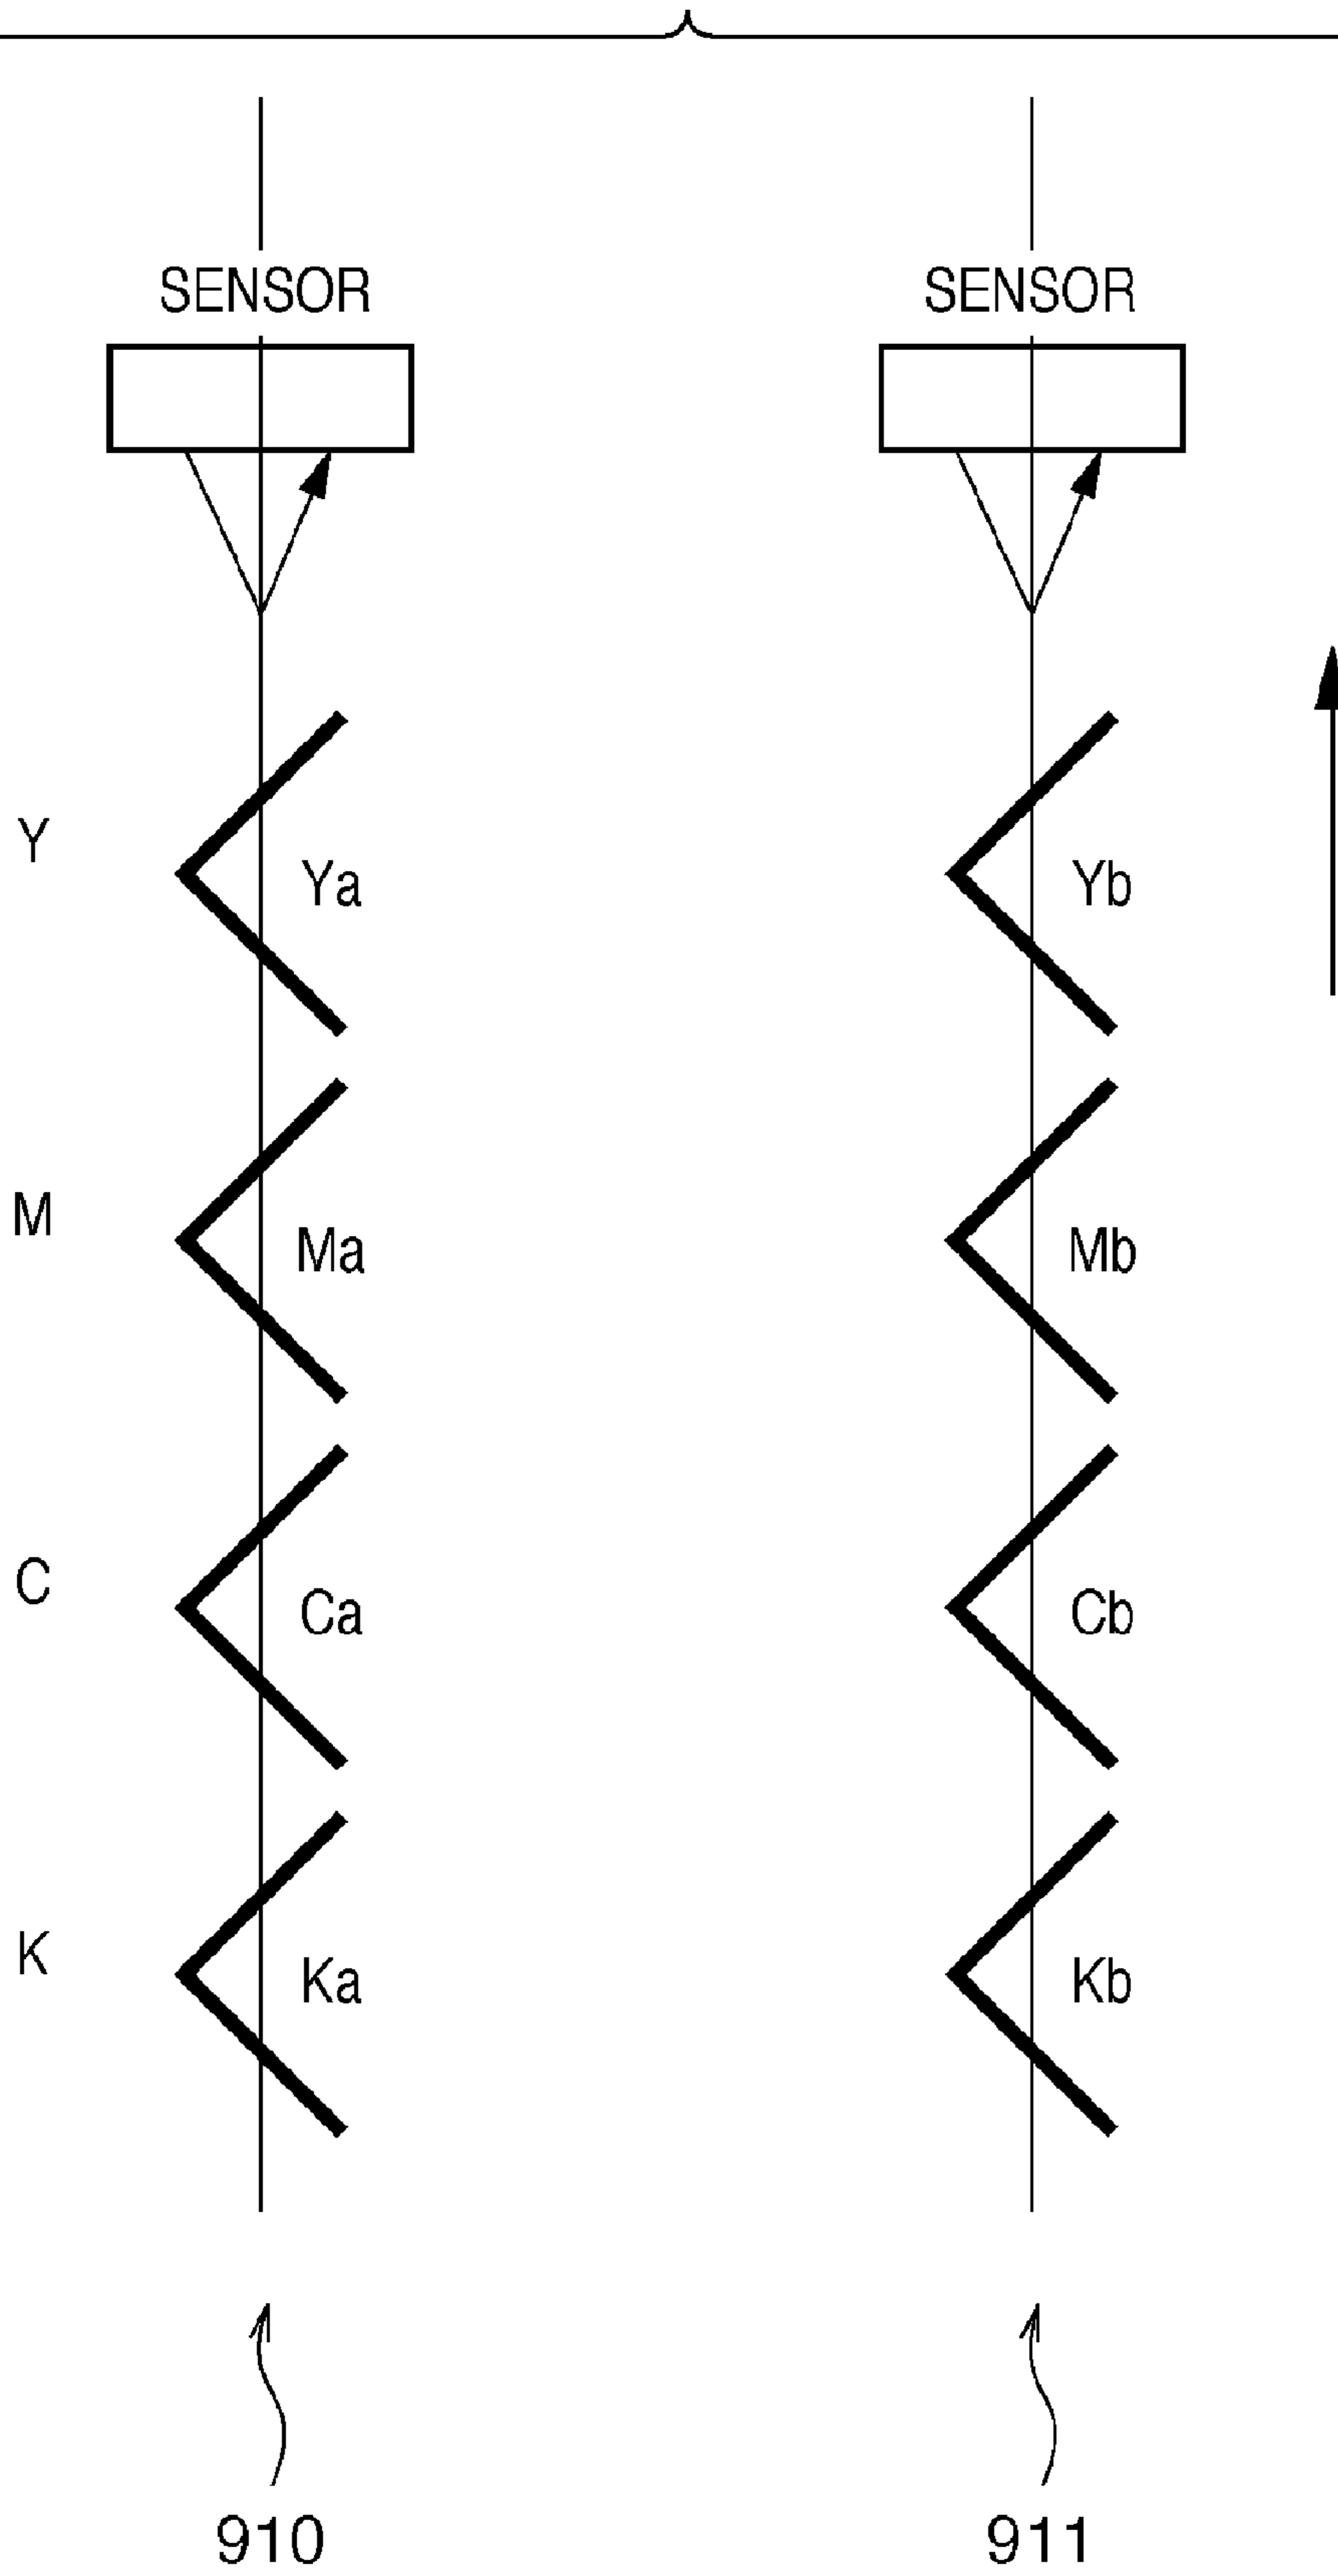 SENSOR SENSOR
Y Ya Yb
M Ma Mb
C Ca Cb
K Ka Kb
910 911